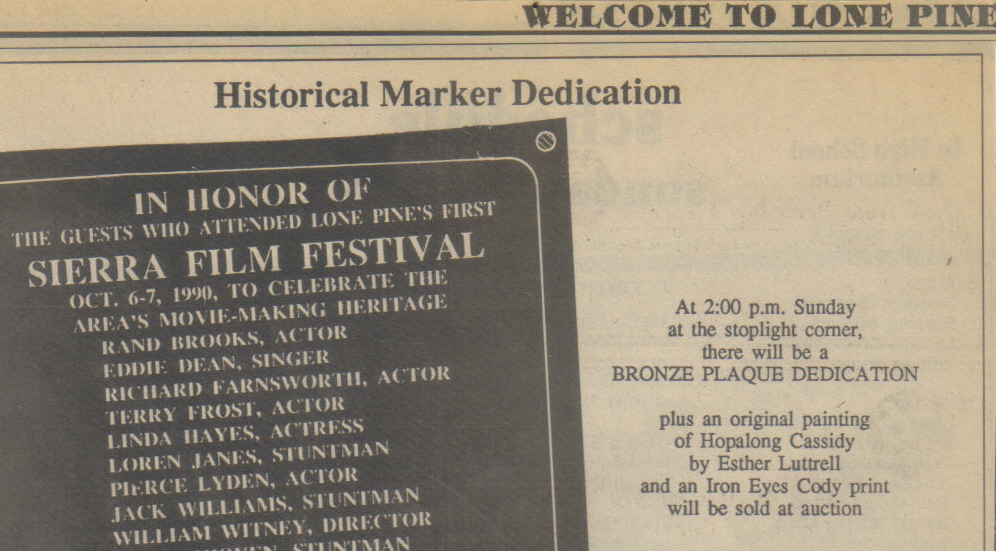 WELCOME TO LONE PINE
Historical Marker Dedication
IN HONOR OF
THE GUESTS WHO ATTENDED LONE PINE'S FIRST
SIERRA FILM FESTIVAL
OCT. 6-7, 1990, TO CELEBRATE THE
AREA'S MOVIE-MAKING HERITAGE
RAND BROOKS, ACTOR
EDDIE DEAN, SINGER
RICHARD FARNSWORTH, ACTOR
TERRY FROST, ACTOR
LINDA HAYES, ACTRESS
LOREN JANES, STUNTMAN
PIERCE LYDEN, ACTOR
JACK WILLIAMS, STUNTMAN
WILLIAM WITNEY, DIRECTOR
STUNTMAN
At 2:00 p.m. Sunday
at the stoplight corner,
there will be a
BRONZE PLAQUE DEDICATION
plus an original painting
of Hopalong Cassidy
by Esther Luttrell
and an Iron Eyes Cody print
will be sold at auction